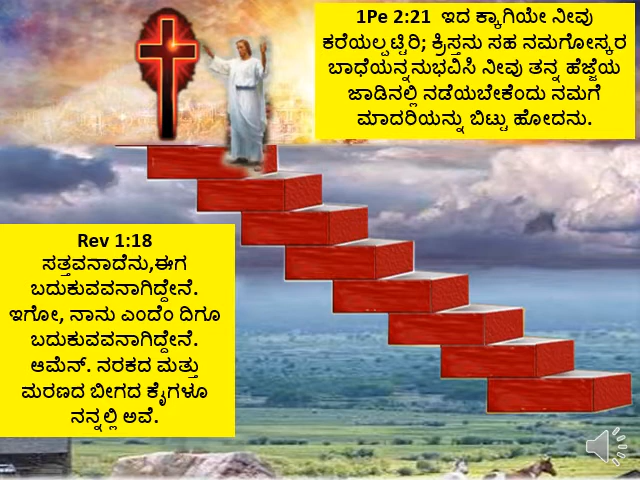 1Pe 2:21 ಇದ ಕ್ಕಾಗಿಯೇ ನೀವು
ಕರೆಯಲ್ಪಟ್ಟಿರಿ; ಕ್ರಿಸ್ತನು ಸಹ ನಮಗೋಸ್ಕರ
ಬಾಧೆಯನ್ನನುಭವಿಸಿ ನೀವು ತನ್ನ ಹೆಜ್ಜೆಯ
ಜಾಡಿನಲ್ಲಿ ನಡೆಯಬೇಕೆಂದು ನಮಗೆ
ಮಾದರಿಯನ್ನು ಬಿಟ್ಟು ಹೋದನು.
Rev 1:18
ಸತ್ತವನಾದೆನು,ಈಗ
ಬದುಕುವವನಾಗಿದ್ದೇನೆ.
ಇಗೋ, ನಾನು ಎಂದೆಂ ದಿಗೂ
ಬದುಕುವವನಾಗಿದ್ದೇನೆ.
ಆಮೆನ್. ನರಕದ ಮತ್ತು
ಮರಣದ ಬೀಗದ ಕೈಗಳೂ
ನನ್ನಲ್ಲಿ ಅವೆ.